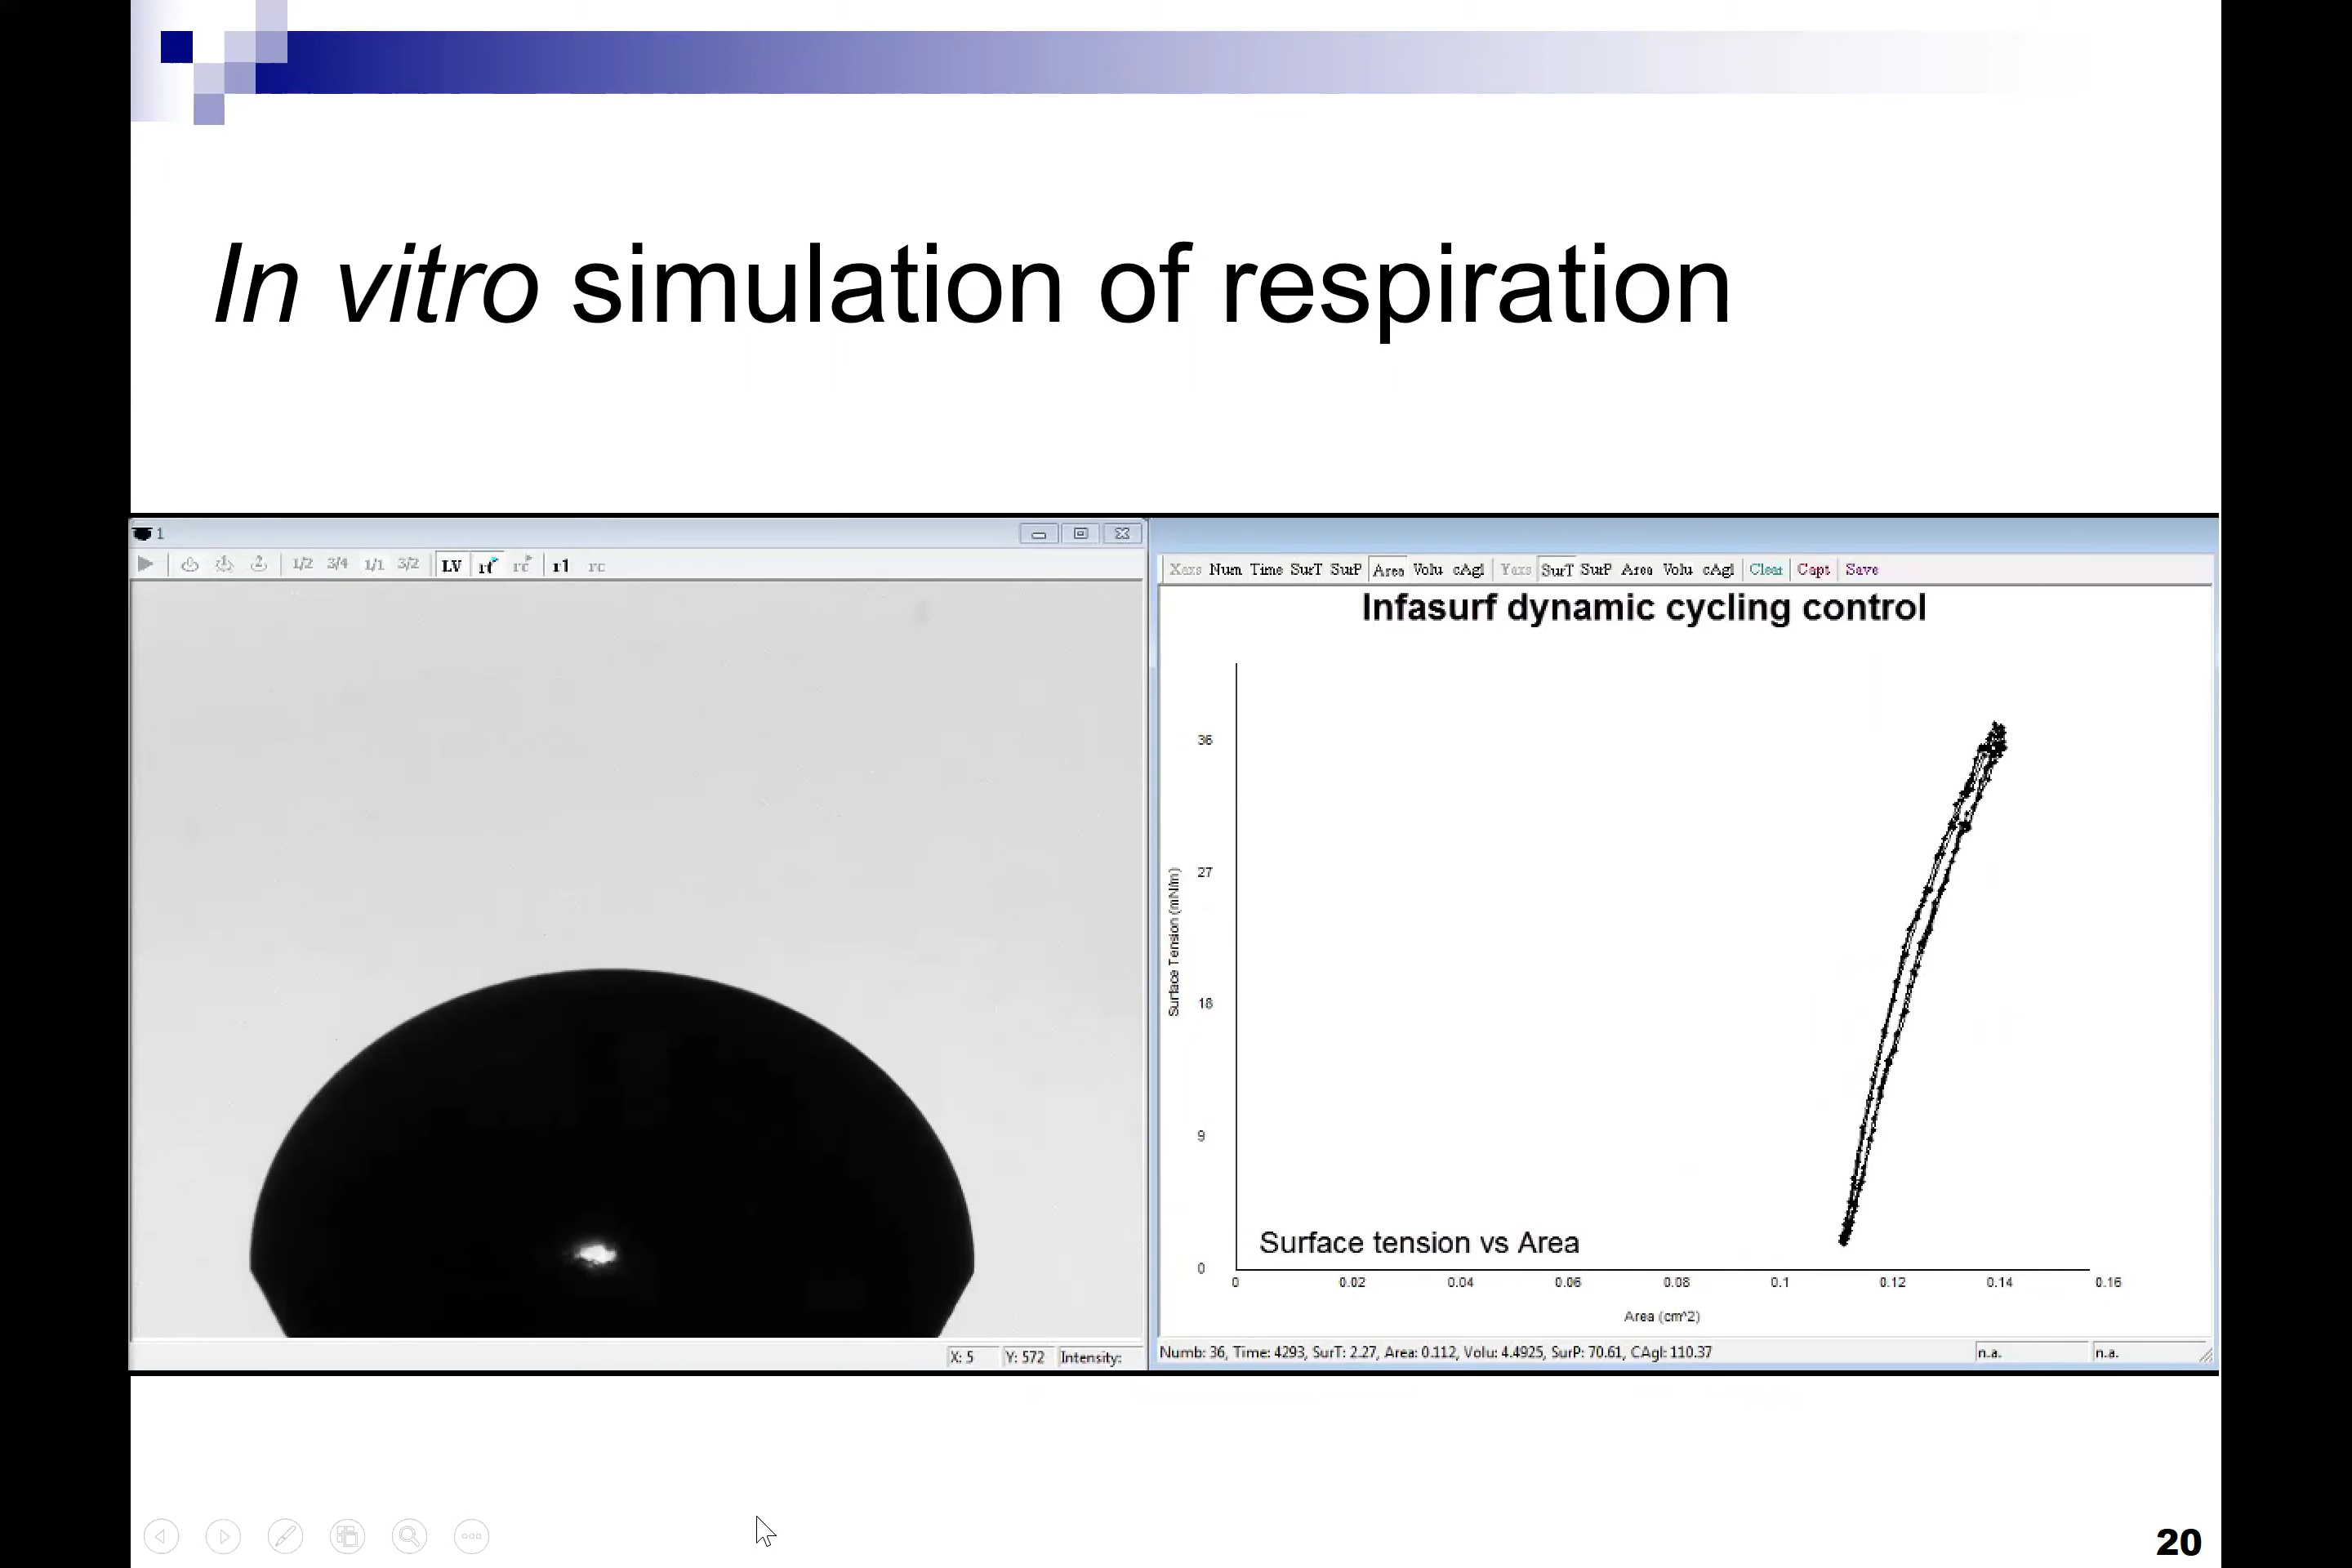 In vitro simulation of respiration
1
1/2 3/4 1/1 3/2 LV rt rc r1 rc
X: 5 Y: 572 Intensity:
Xaxs Num Time SurT SurP Area Volu cAgl Yaxs SurT SurP Area Volu cAgl Clear Capt Save
Infasurf dynamic cycling control
36
27
18
9
0
Surface Tension (mN/m)
Surface tension vs Area
0 0.02 0.04 0.06 0.08 0.1 0.12 0.14 0.16
Area (cm^2)
Numb: 36, Time: 4293, SurT: 2.27, Area: 0.112, Volu: 4.4925, SurP: 70.61, CAgl: 110.37 n.a. n.a.
20